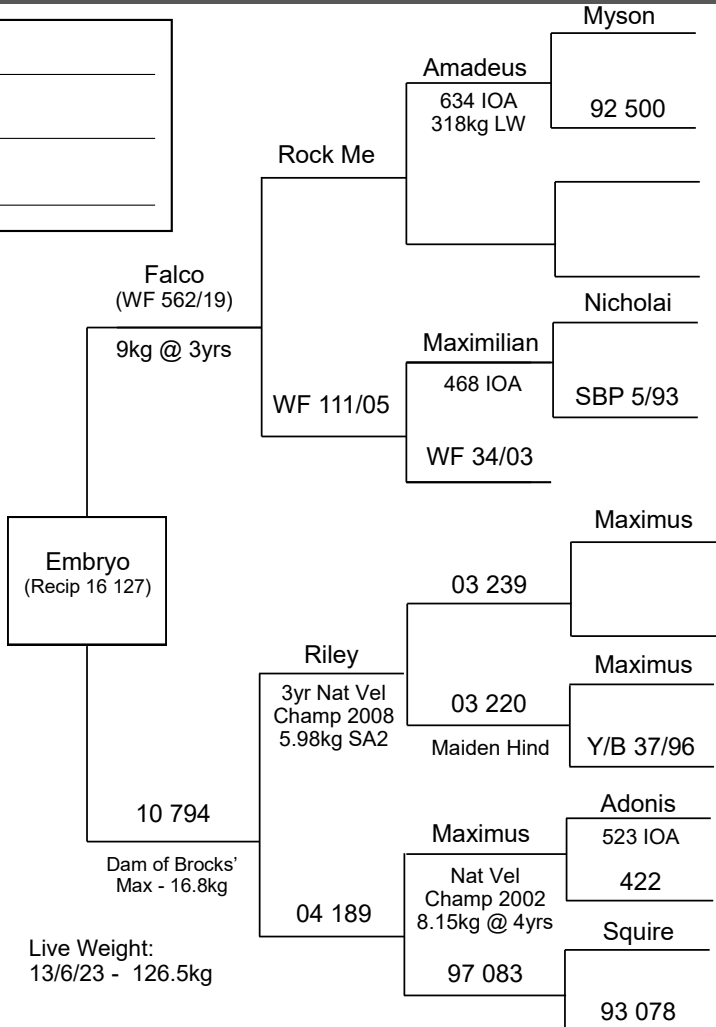 Myson
Amadeus
634 IOA
318kg LW
92 500
Rock Me
Falco
(WF 562/19)
9kg @ 3yrs
Nicholai
Maximilian
468 IOA
SBP 5/93
WF 111/05
WF 34/03
Embryo
(Recip 16 127)
Maximus
03 239
Riley
3yr Nat Vel
Champ 2008
5.98kg SA2
Maximus
03 220
Maiden Hind
Y/B 37/96
10 794
Dam of Brocks’
Max - 16.8kg
Adonis
523 IOA
Maximus
Nat Vel
Champ 2002
8.15kg @ 4yrs
422
04 189
Squire
97 083
93 078
Live Weight:
13/6/23 - 126.5kg